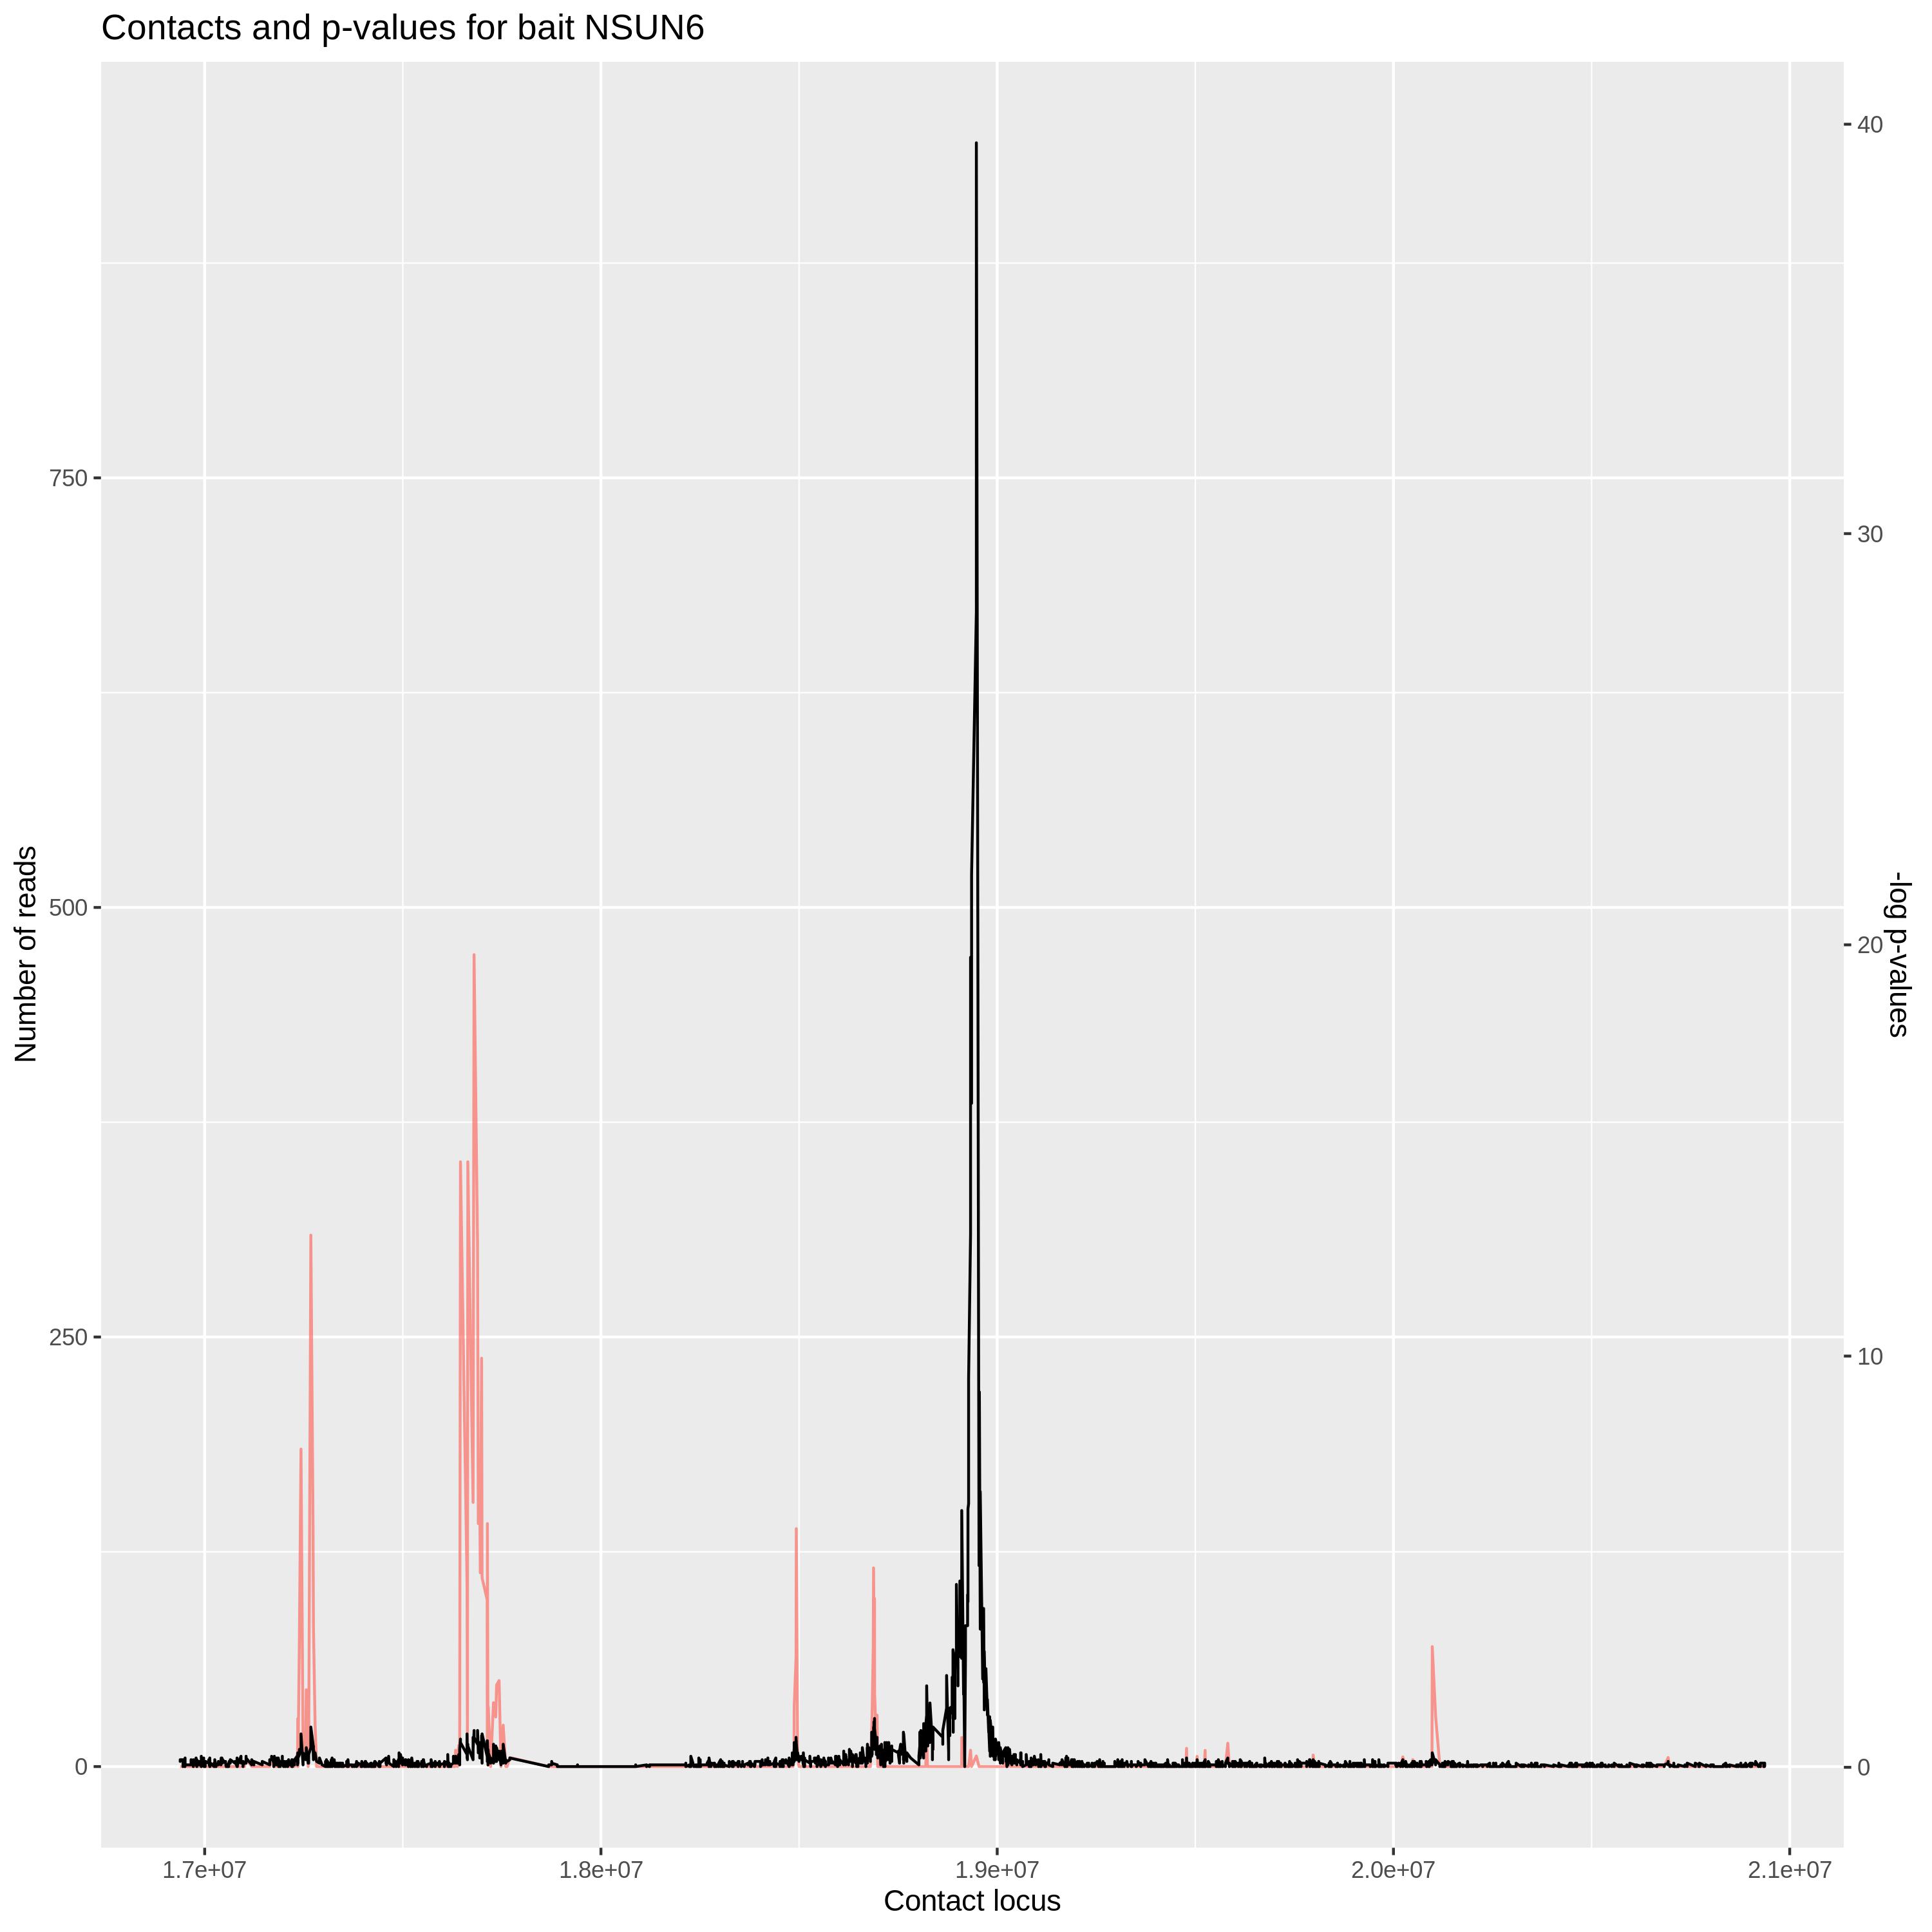 Contacts and p-values for bait NSUN6
Number of reads
750
500
250
0
40
30
20
10
0
-log p-values
1.7e+07
1.8e+07
1.9e+07
2.0e+07
2.1e+07
Contact locus